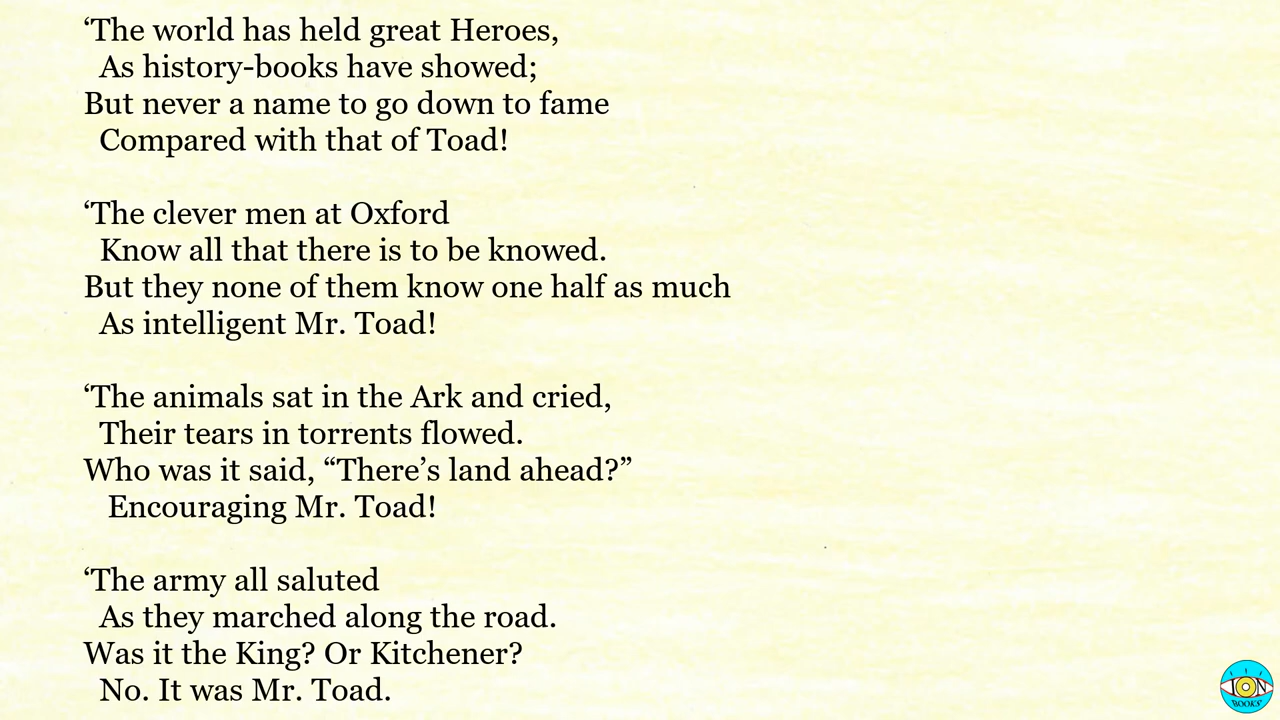 ‘The world has held great Heroes,
As history-books have showed;
But never a name to go down to fame
Compared with that of Toad!
‘The clever men at Oxford
Know all that there is to be knowed.
But they none of them know one half as much
As intelligent Mr. Toad!
‘The animals sat in the Ark and cried,
Their tears in torrents flowed.
Who was it said, “There’s land ahead?”
Encouraging Mr. Toad!
‘The army all saluted
As they marched along the road.
Was it the King? Or Kitchener?
No. It was Mr. Toad.
ION
BOOKS